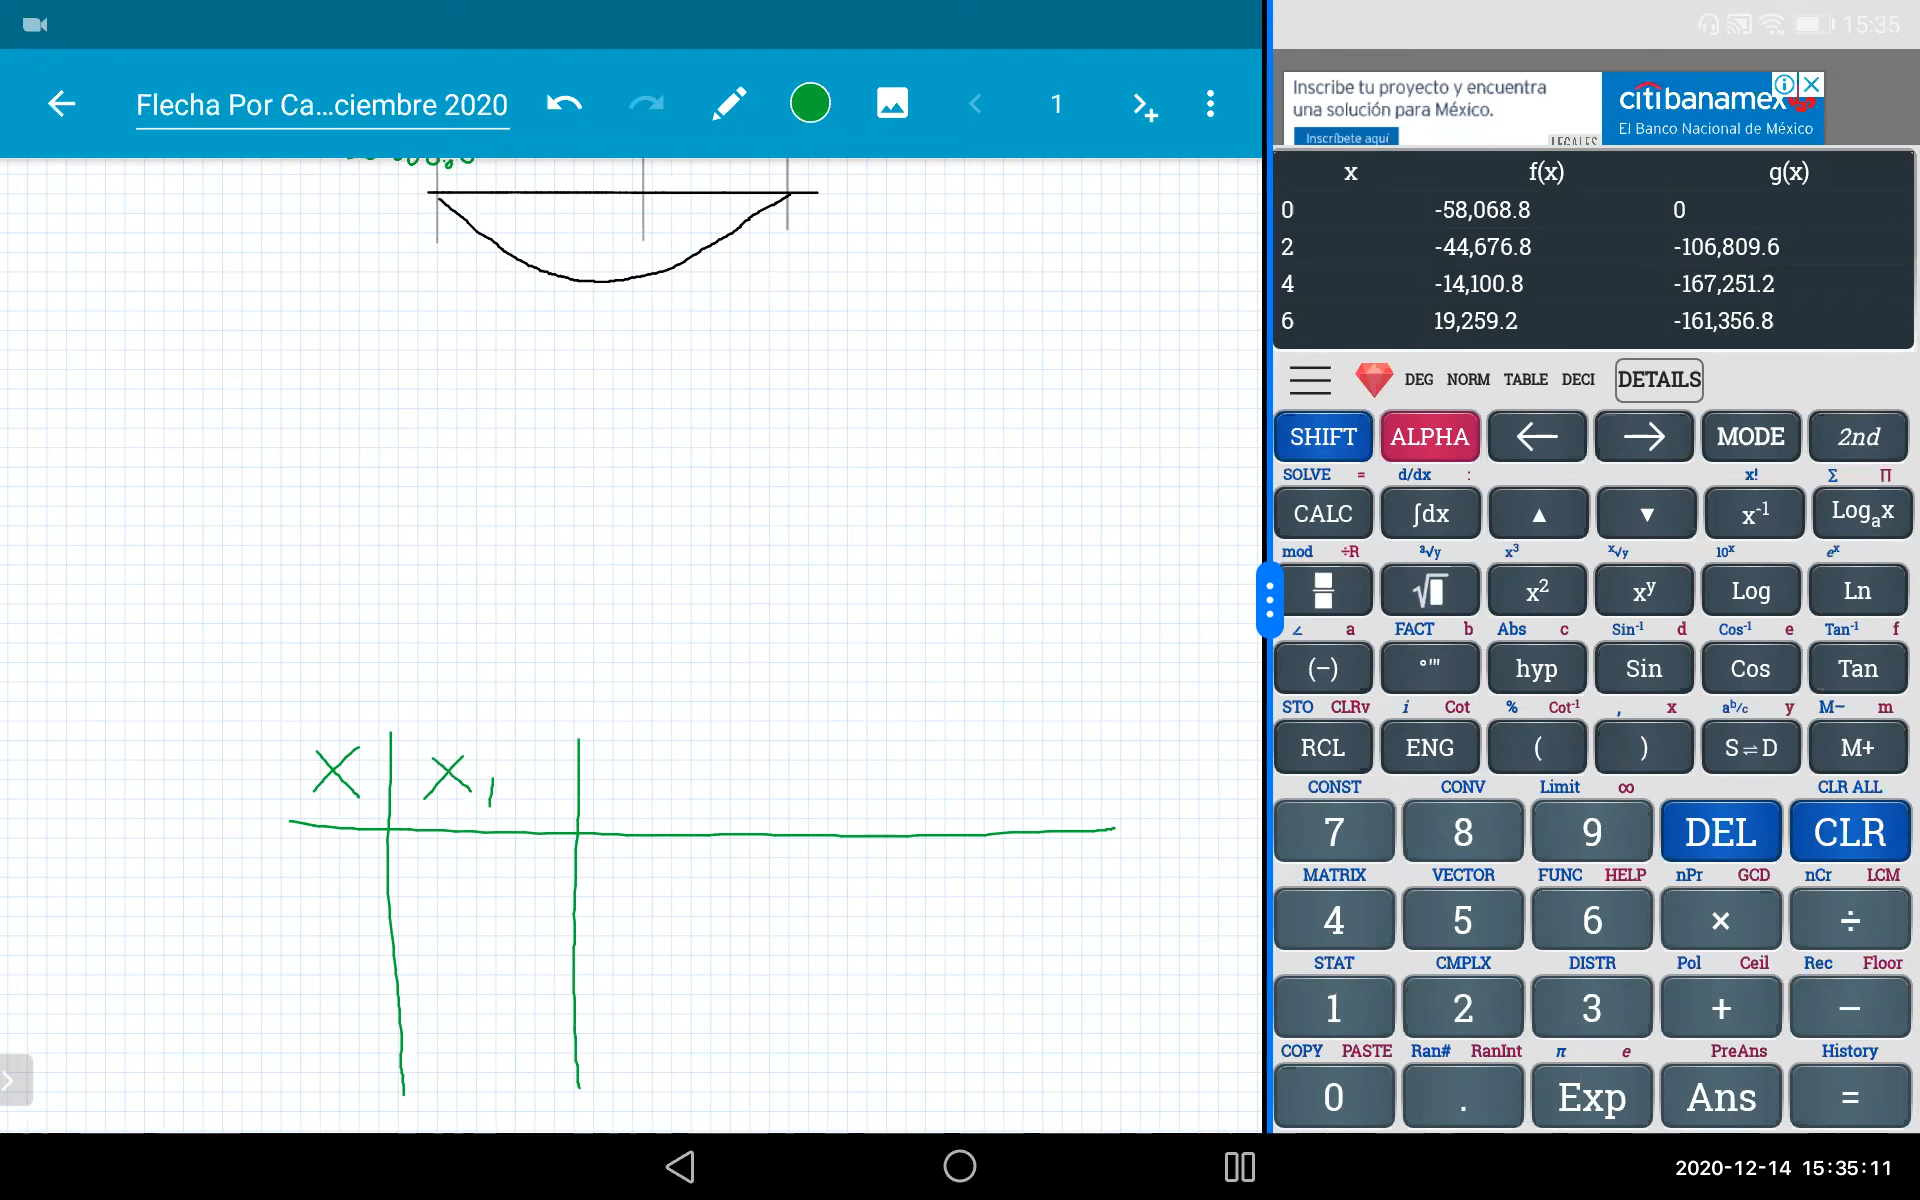 15:35
Flecha Por Ca...ciembre 2020
1
Inscribe tu proyecto y encuentra
una solución para México.
Inscríbete aquí
LEGALES
citibanamex
El Banco Nacional de México
x f(x) g(x)
0 -58,068.8 0
2 -44,676.8 -106,809.6
4 -14,100.8 -167,251.2
6 19,259.2 -161,356.8
DEG NORM TABLE DECI DETAILS
SHIFT ALPHA ← → MODE 2nd
SOLVE = d/dx : x! Σ Π
CALC ∫dx ▲ ▼ x⁻¹ Logₐx
mod ÷R ³√y x³ ˣ√y 10ˣ eˣ
√ x² xʸ Log Ln
∠ a FACT b Abs c Sin⁻¹ d Cos⁻¹ e Tan⁻¹ f
(−) °''' hyp Sin Cos Tan
STO CLRv i Cot % Cot⁻¹ , x aᵇ/c y M− m
RCL ENG ( ) S⇌D M+
CONST CONV Limit ∞ CLR ALL
7 8 9 DEL CLR
MATRIX VECTOR FUNC HELP nPr GCD nCr LCM
4 5 6 × ÷
STAT CMPLX DISTR Pol Ceil Rec Floor
1 2 3 + −
COPY PASTE Ran# RanInt π e PreAns History
0 . Exp Ans =
X X,
2020-12-14 15:35:11